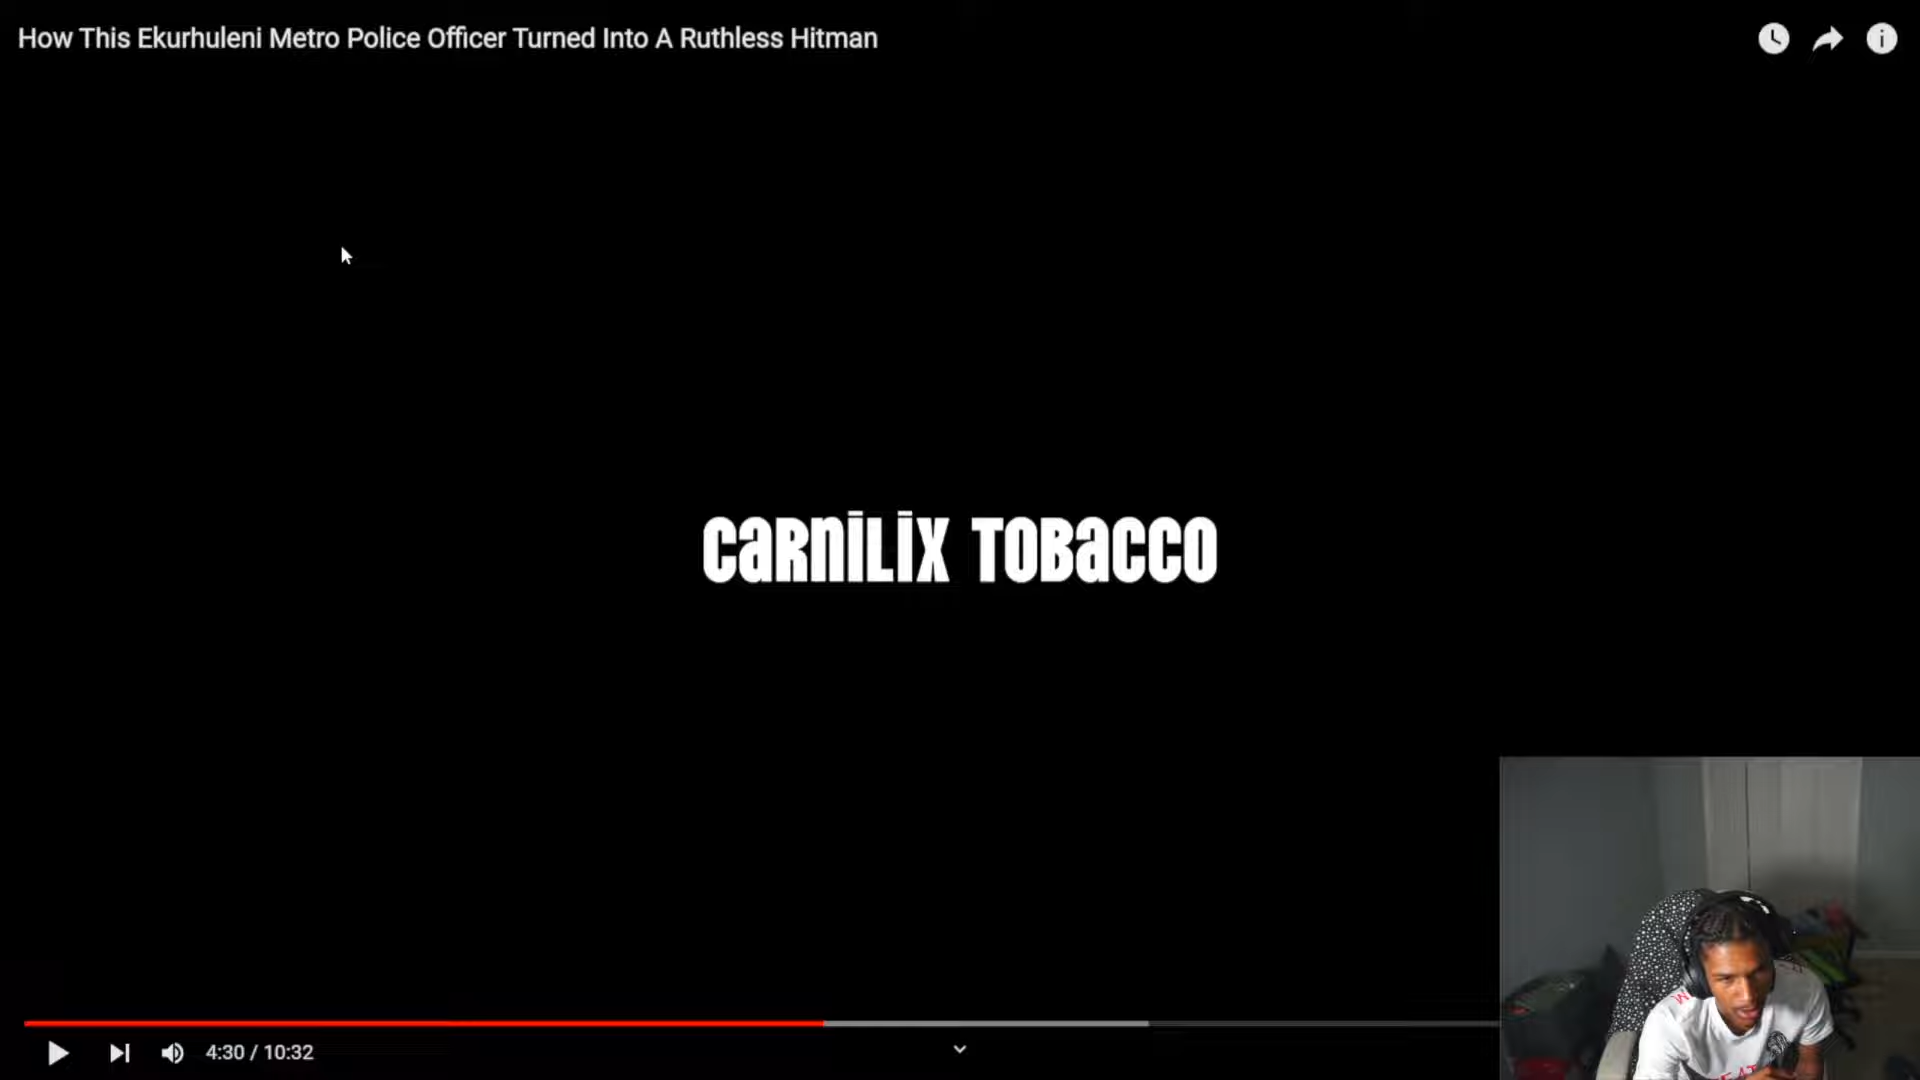 How This Ekurhuleni Metro Police Officer Turned Into A Ruthless Hitman
CARNILIX TOBACCO
4:30 / 10:32